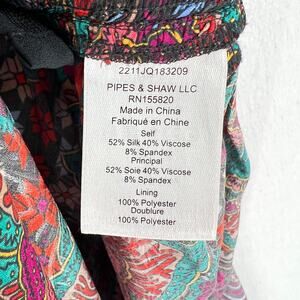 2211JQ183209
PIPES & SHAW LLC
RN155820
Made in China
Fabriqué en Chine
Self
52% Silk 40% Viscose
8% Spandex
Principal
52% Soie 40% Viscose
8% Spandex
Lining
100% Polyester
Doublure
100% Polyester